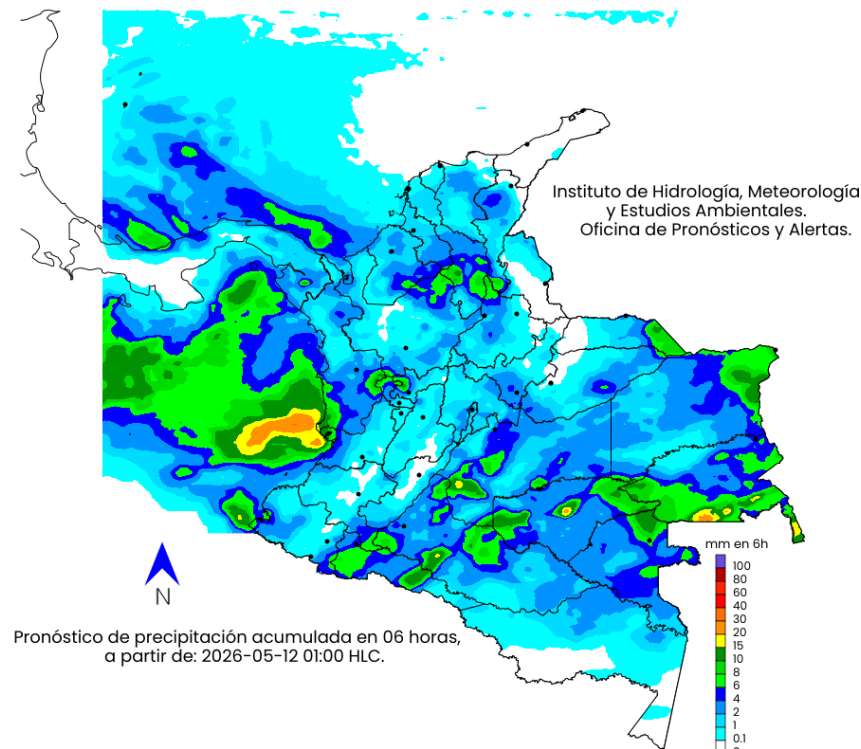 Instituto de Hidrología, Meteorología
y Estudios Ambientales.
Oficina de Pronósticos y Alertas.
N
Pronóstico de precipitación acumulada en 06 horas,
a partir de: 2026-05-12 01:00 HLC.
mm en 6h
100
80
60
40
30
20
15
10
8
6
4
2
1
0.1